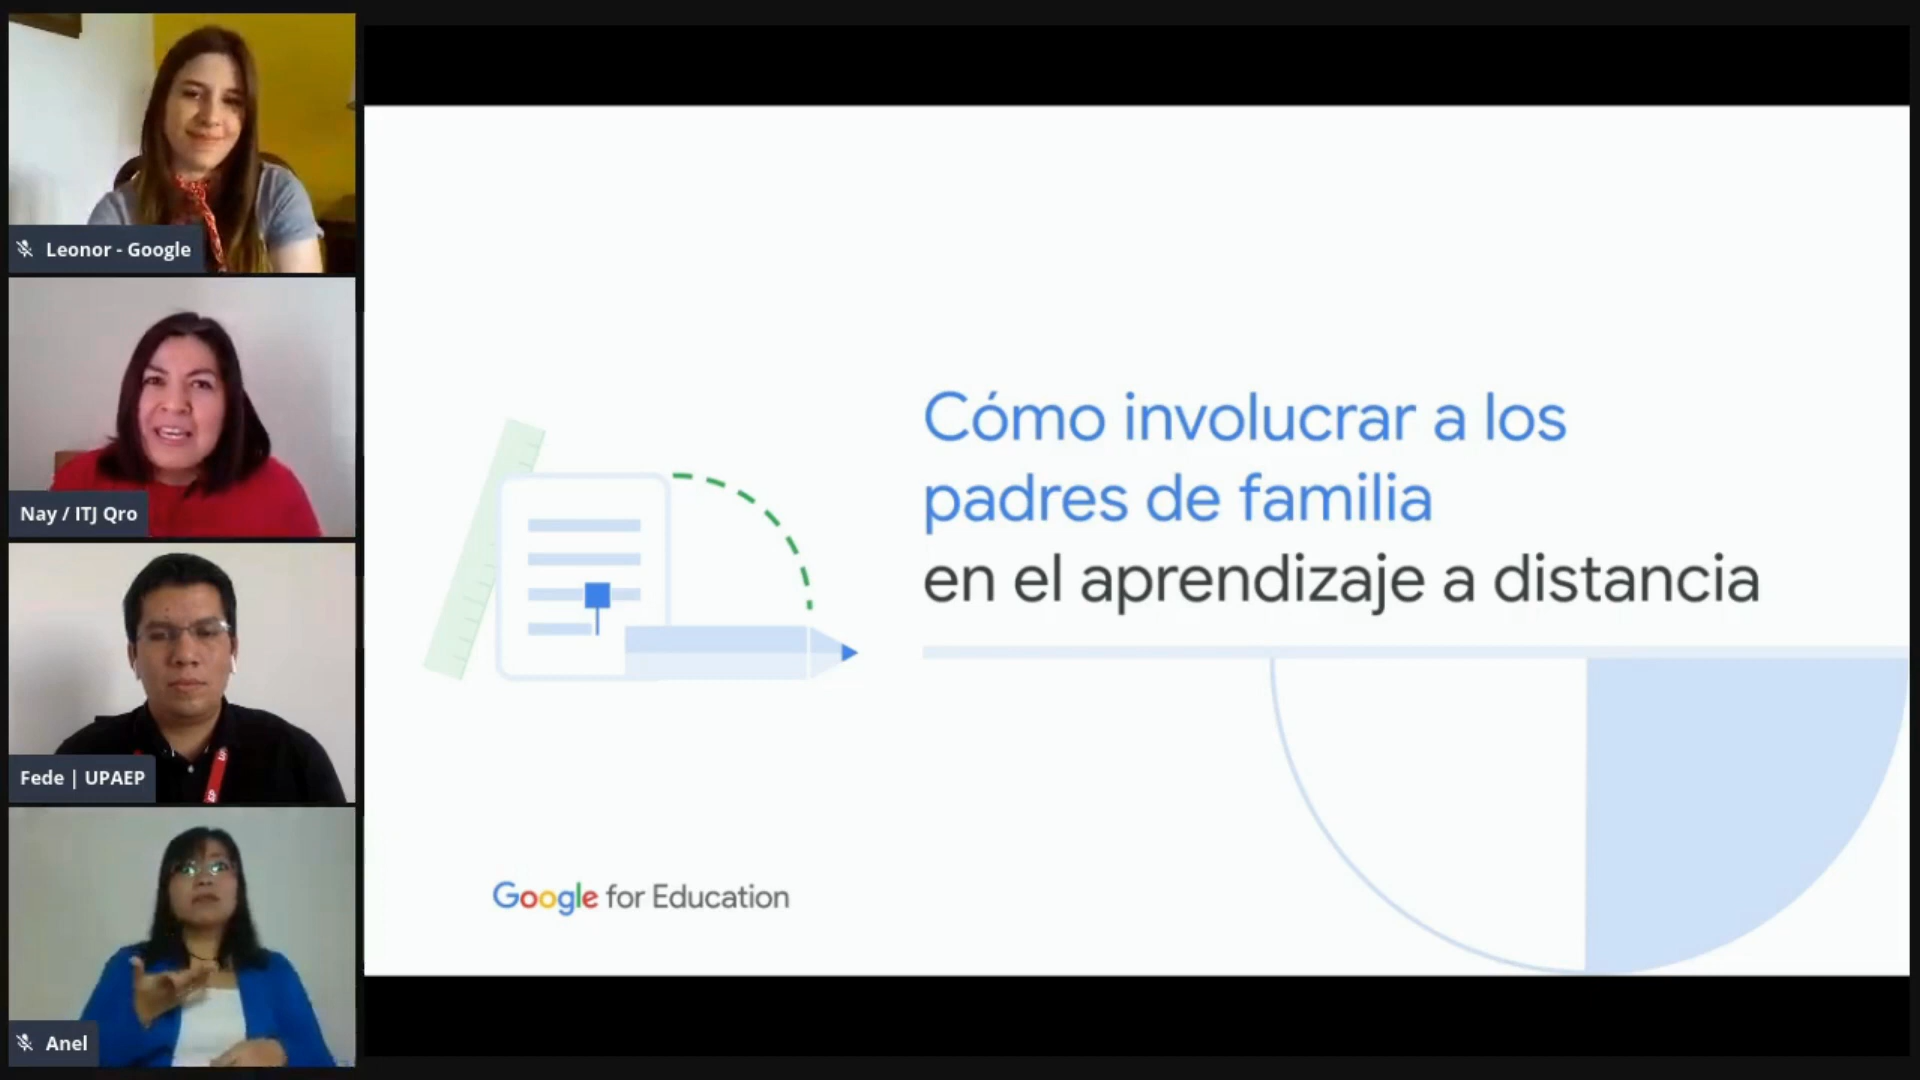 Leonor - Google
Nay / ITJ Qro
Fede | UPAEP
Anel
Cómo involucrar a los
padres de familia
en el aprendizaje a distancia
Google for Education